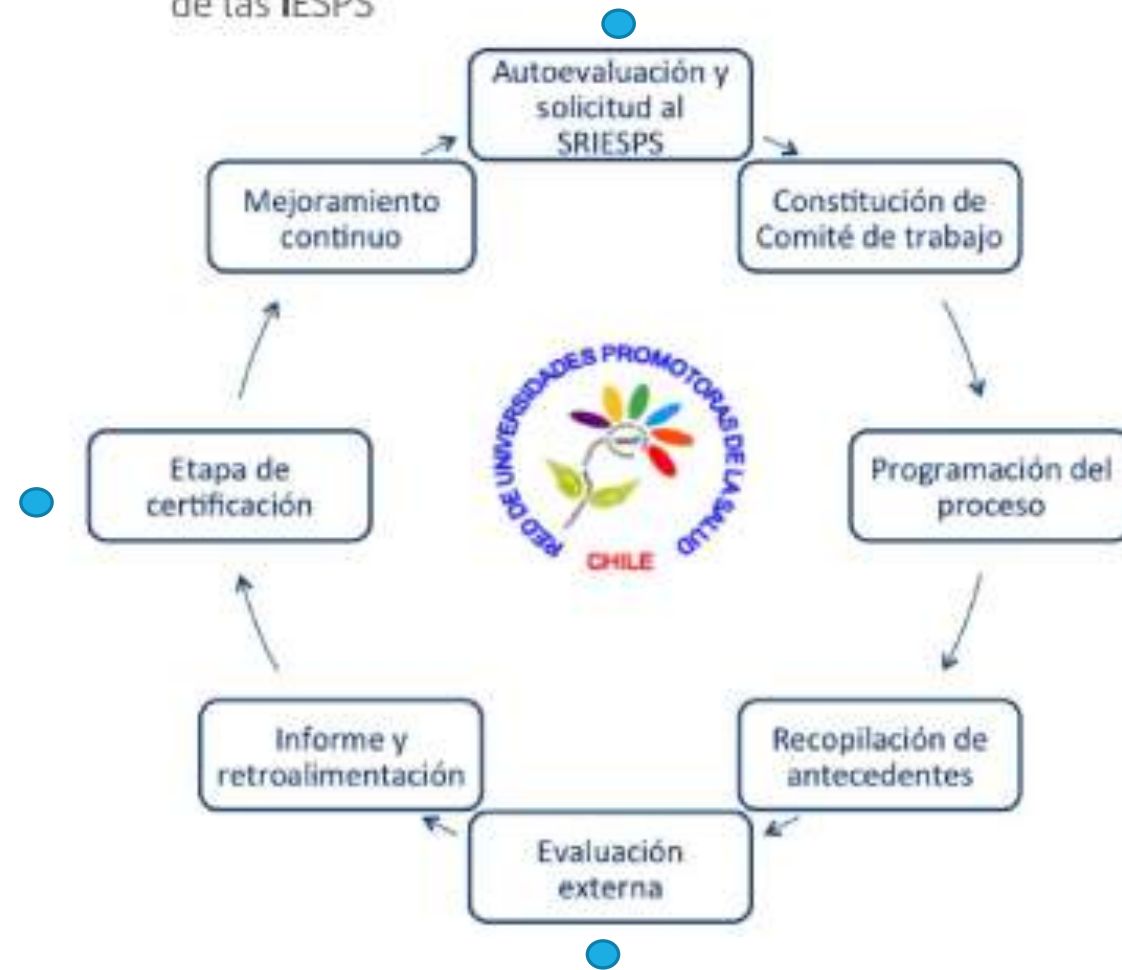 de las IESPS
Autoevaluación y
solicitud al
SRIESPS
Constitución de
Comité de trabajo
Programación del
proceso
Recopilación de
antecedentes
Evaluación
externa
Informe y
retroalimentación
Etapa de
certificación
Mejoramiento
continuo
RED DE UNIVERSIDADES PROMOTORAS DE LA SALUD
CHILE